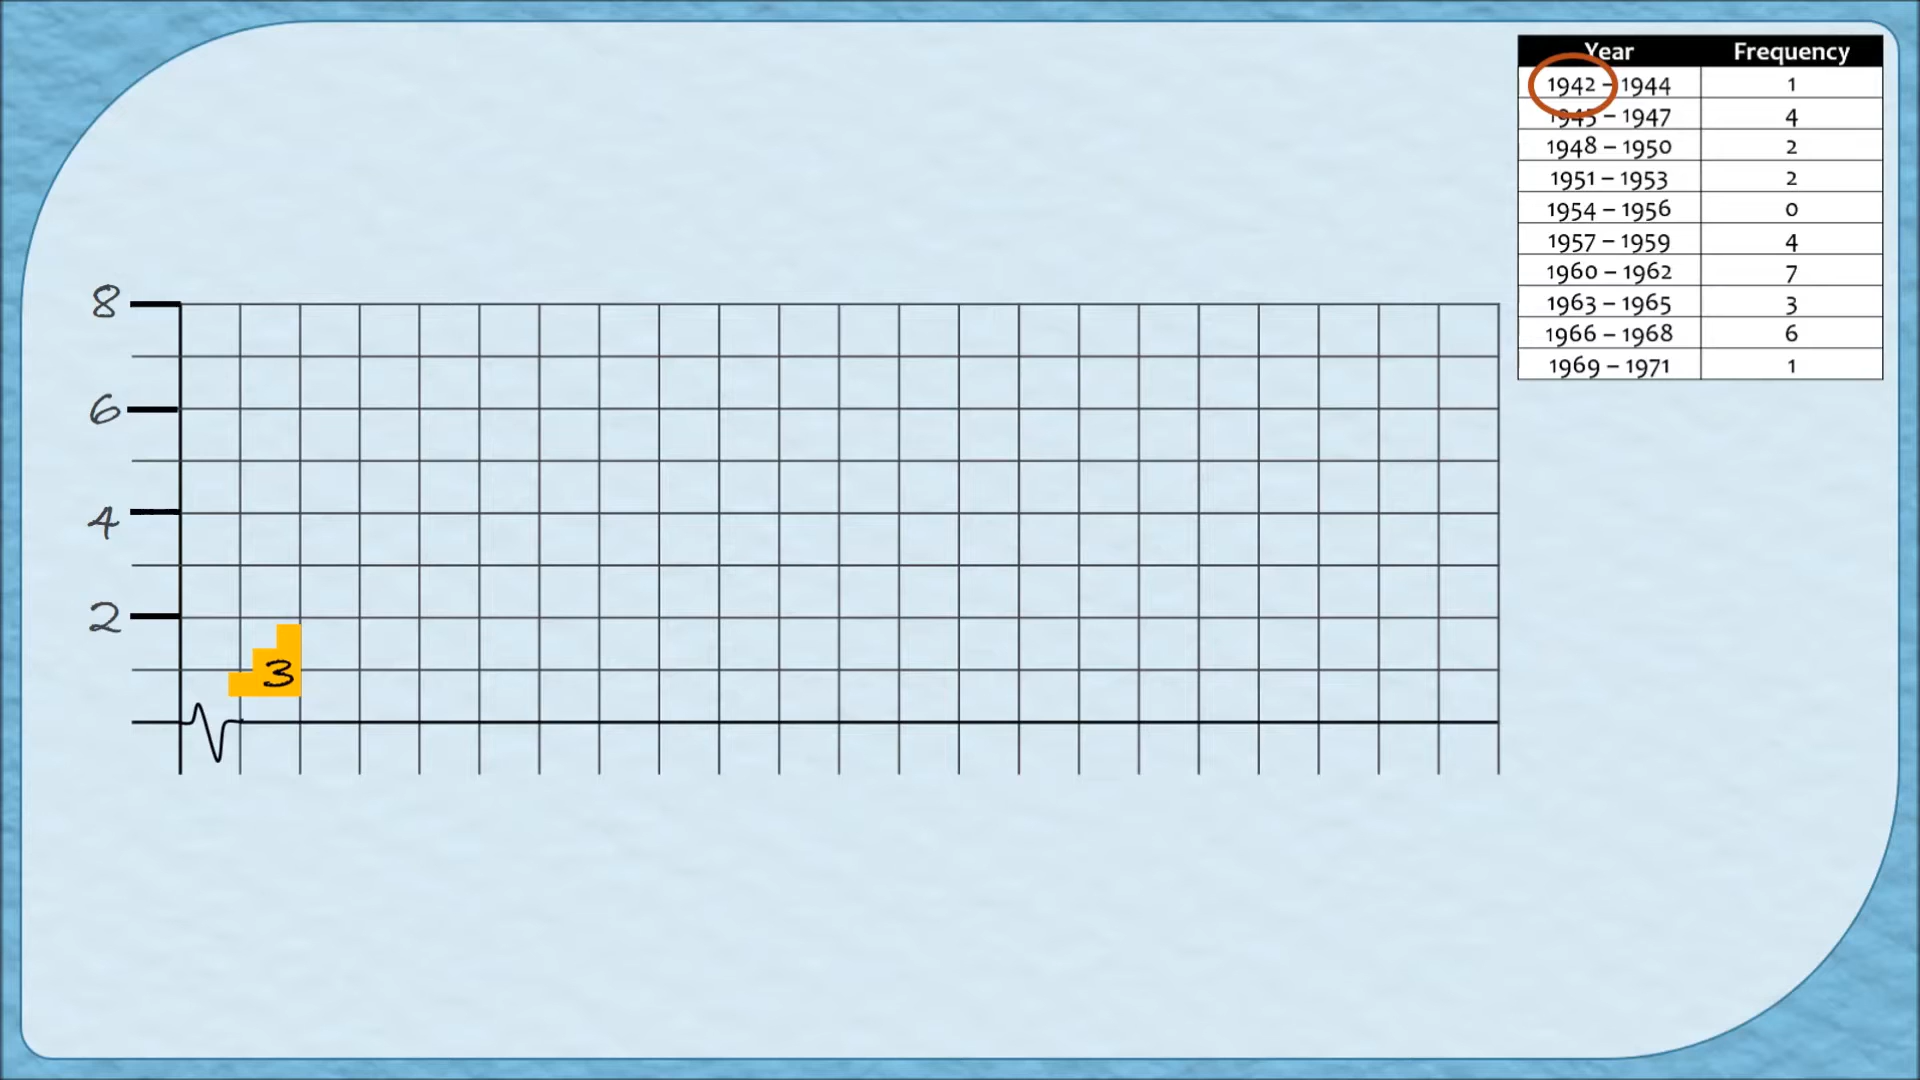 Year Frequency
1942 – 1944 1
1945 – 1947 4
1948 – 1950 2
1951 – 1953 2
1954 – 1956 0
1957 – 1959 4
1960 – 1962 7
1963 – 1965 3
1966 – 1968 6
1969 – 1971 1
8
6
4
2
3